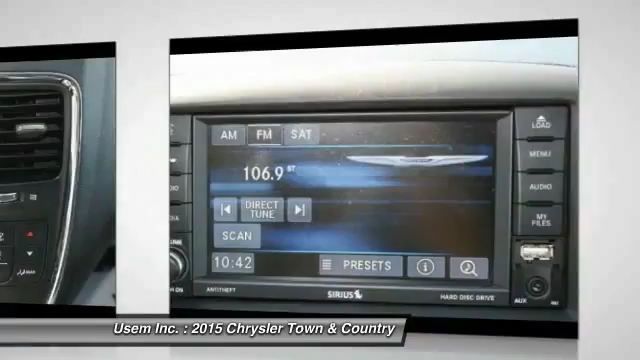 AM FM SAT
106.9 ST
DIRECT
TUNE
SCAN
10:42
PRESETS
LOAD
MENU
AUDIO
MY
FILES
AUX
ANTITHEFT
SIRIUS
HARD DISC DRIVE
Usem Inc. : 2015 Chrysler Town & Country